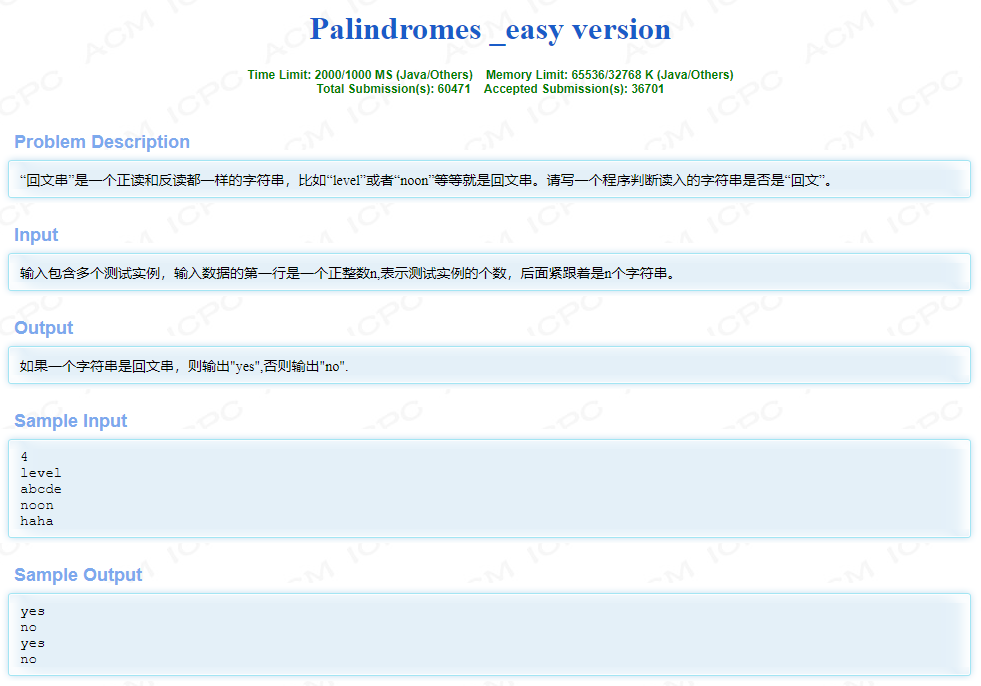 Palindromes _easy version
Time Limit: 2000/1000 MS (Java/Others) Memory Limit: 65536/32768 K (Java/Others)
Total Submission(s): 60471 Accepted Submission(s): 36701
Problem Description
“回文串”是一个正读和反读都一样的字符串，比如“level”或者“noon”等等就是回文串。请写一个程序判断读入的字符串是否是“回文”。
Input
输入包含多个测试实例，输入数据的第一行是一个正整数n,表示测试实例的个数，后面紧跟着是n个字符串。
Output
如果一个字符串是回文串，则输出"yes",否则输出"no".
Sample Input
4
level
abcde
noon
haha
Sample Output
yes
no
yes
no